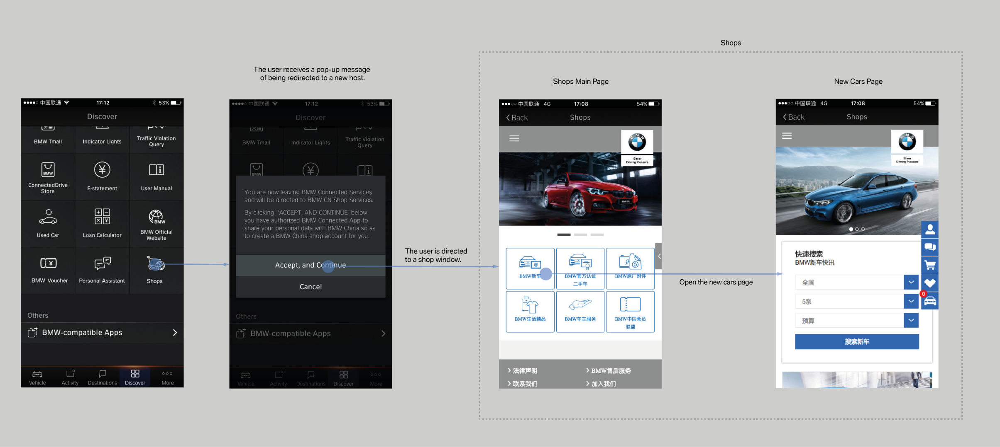 Shops
The user receives a pop-up message
of being redirected to a new host.
Shops Main Page
New Cars Page
中国联通
17:12
53%
Discover
BMW Tmall
Indicator Lights
Traffic Violation
Query
BMW
ConnectedDrive
Store
E-statement
User Manual
Used Car
Loan Calculator
BMW
BMW Official
Website
BMW Voucher
Personal Assistant
Shops
Others
BMW-compatible Apps
Vehicle
Activity
Destinations
Discover
More
中国联通
17:12
53%
Discover
BMW Tmall
Indicator Lights
Traffic Violation
Query
BMW
You are now leaving BMW Connected Services
and will be directed to BMW CN Shop Services.
By clicking “ACCEPT, AND CONTINUE”below
you have authorized BMW Connected App to
share your personal data with BMW China so as
to create a BMW China shop account for you.
Accept, and Continue
Cancel
Others
BMW-compatible Apps
Vehicle
Activity
Destinations
Discover
More
The user is directed
to a shop window.
中国联通 4G
17:08
54%
Back
Shops
BMW
Sheer
Driving Pleasure
BMW新车
BMW官方认证
二手车
BMW原厂附件
BMW生活精品
BMW车主服务
BMW中国会员
联盟
法律声明
BMW售后服务
联系我们
加入我们
Open the new cars page
中国联通 4G
17:08
54%
Back
Shops
BMW
Sheer
Driving Pleasure
快速搜索
BMW新车快讯
全国
5系
预算
0
搜索新车